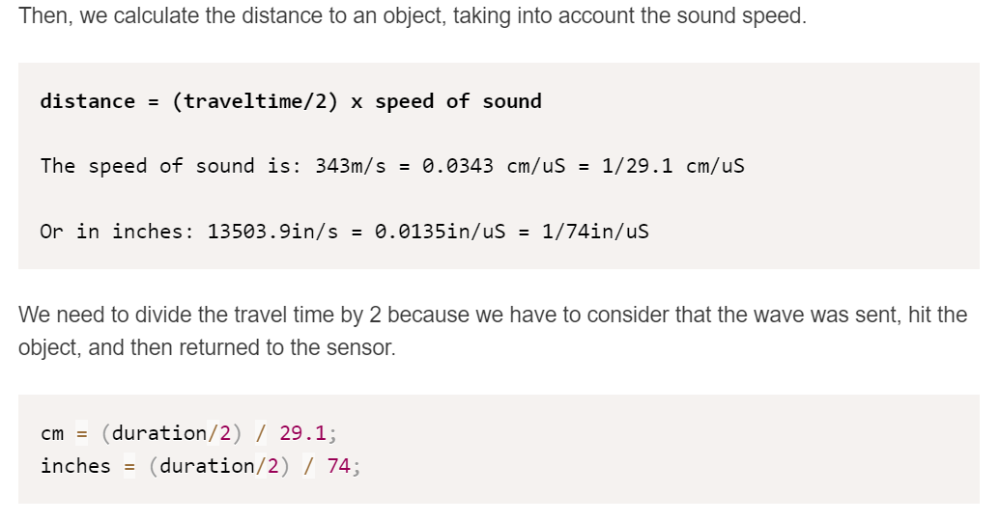 Then, we calculate the distance to an object, taking into account the sound speed.
distance = (traveltime/2) x speed of sound
The speed of sound is: 343m/s = 0.0343 cm/uS = 1/29.1 cm/uS
Or in inches: 13503.9in/s = 0.0135in/uS = 1/74in/uS
We need to divide the travel time by 2 because we have to consider that the wave was sent, hit the
object, and then returned to the sensor.
cm = (duration/2) / 29.1;
inches = (duration/2) / 74;